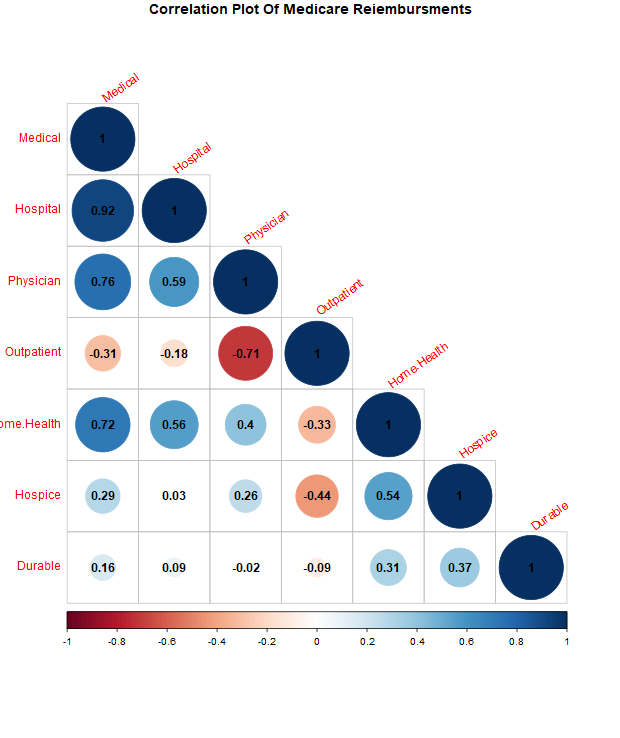 Correlation Plot Of Medicare Reiembursments
Medical
Medical 1
Hospital
Hospital 0.92 1
Physician
Physician 0.76 0.59 1
Outpatient
Outpatient -0.31 -0.18 -0.71 1
Home.Health
ome.Health 0.72 0.56 0.4 -0.33 1
Hospice
Hospice 0.29 0.03 0.26 -0.44 0.54 1
Durable
Durable 0.16 0.09 -0.02 -0.09 0.31 0.37 1
-1 -0.8 -0.6 -0.4 -0.2 0 0.2 0.4 0.6 0.8 1